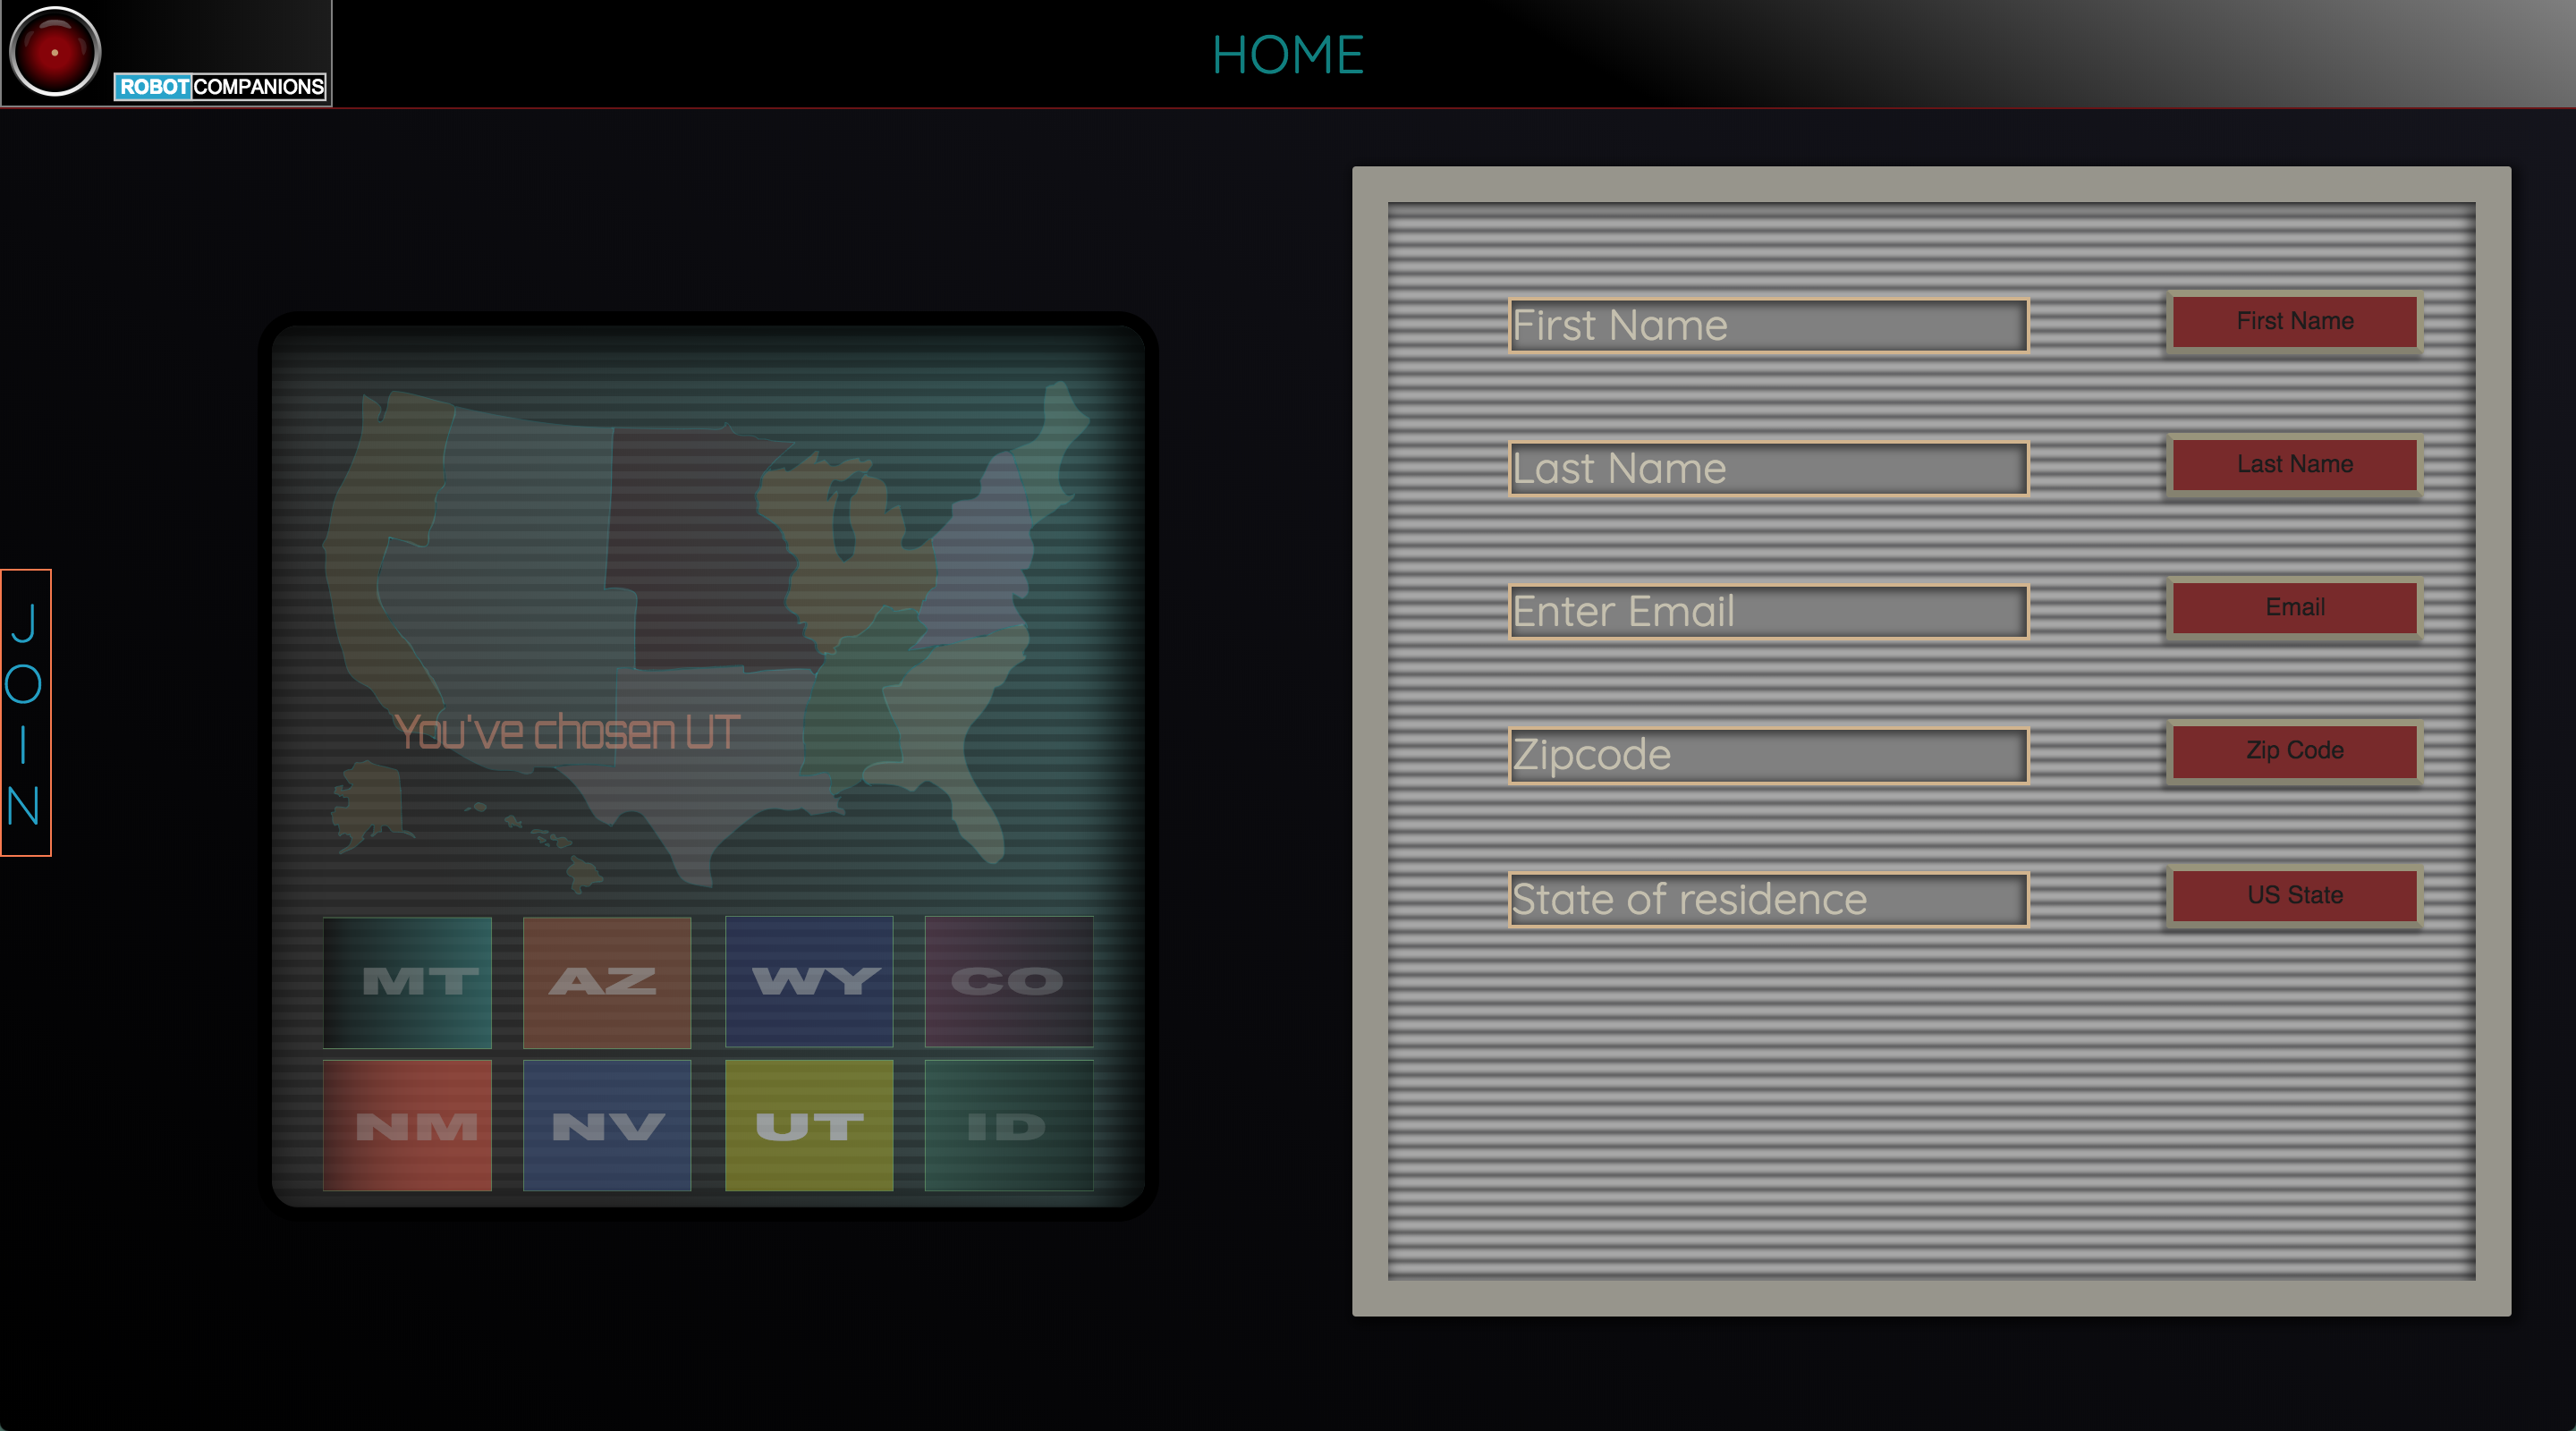 ROBOT COMPANIONS
HOME
JOIN
You've chosen UT
MT AZ WY CO
NM NV UT ID
First Name First Name
Last Name Last Name
Enter Email Email
Zipcode Zip Code
State of residence US State